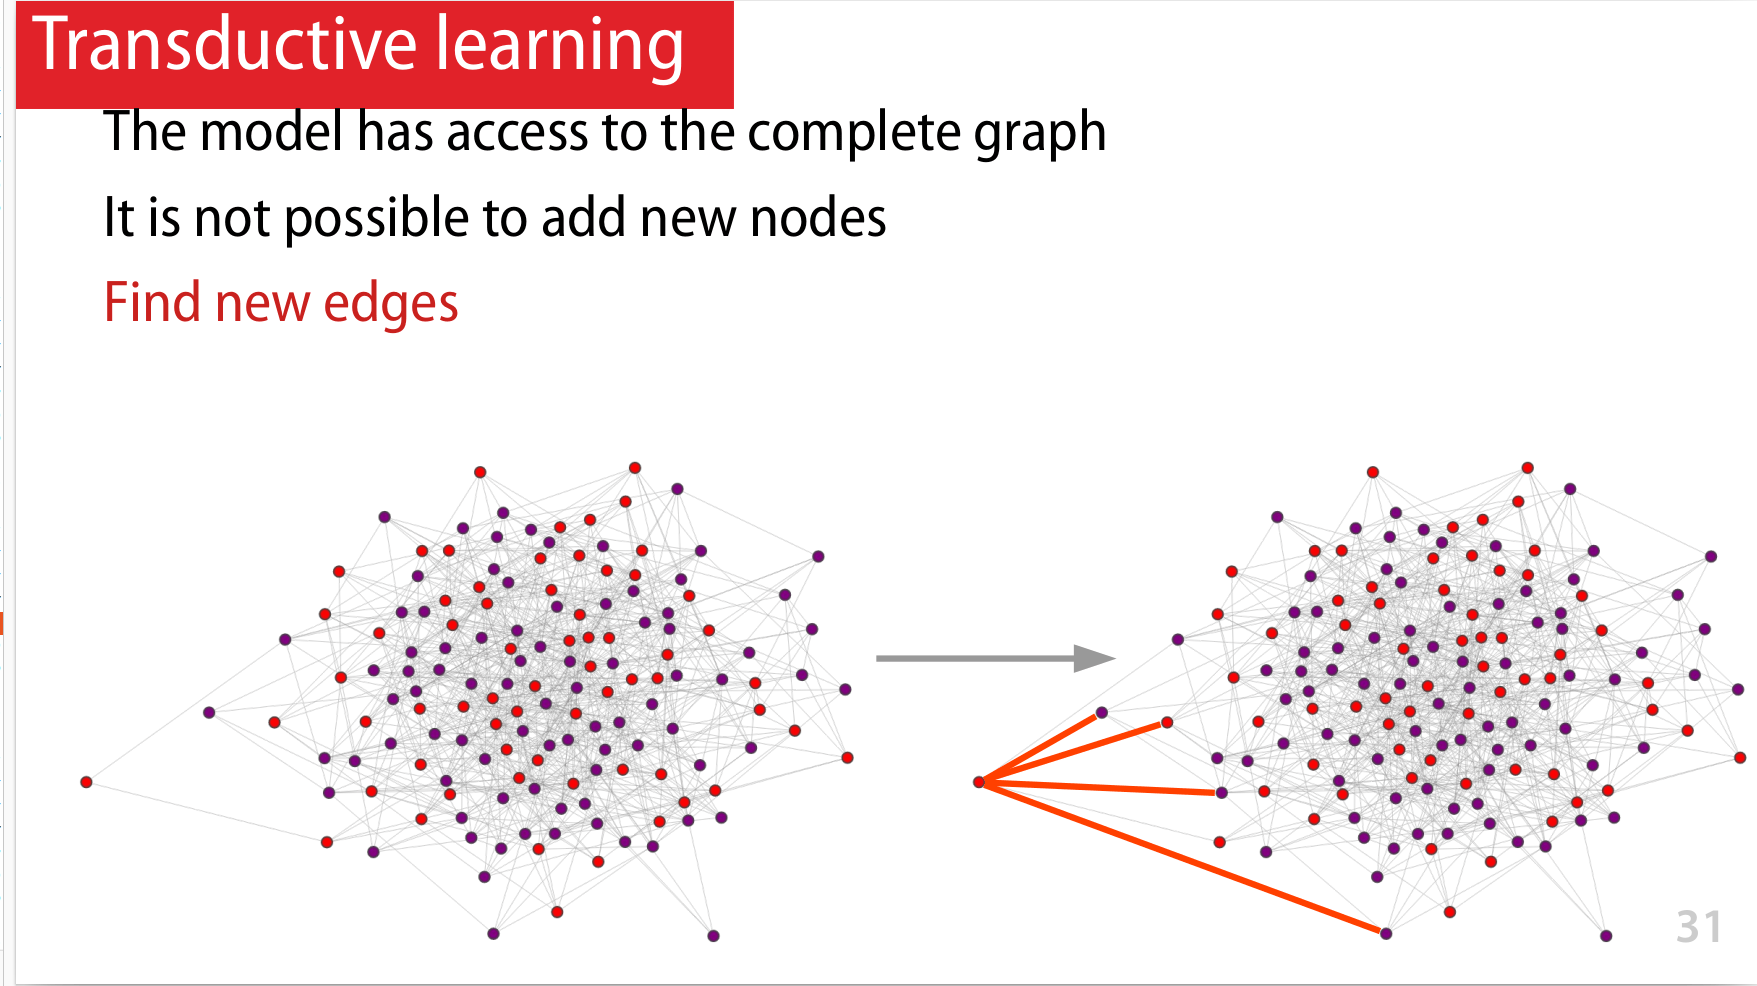 Transductive learning
The model has access to the complete graph
It is not possible to add new nodes
Find new edges
31